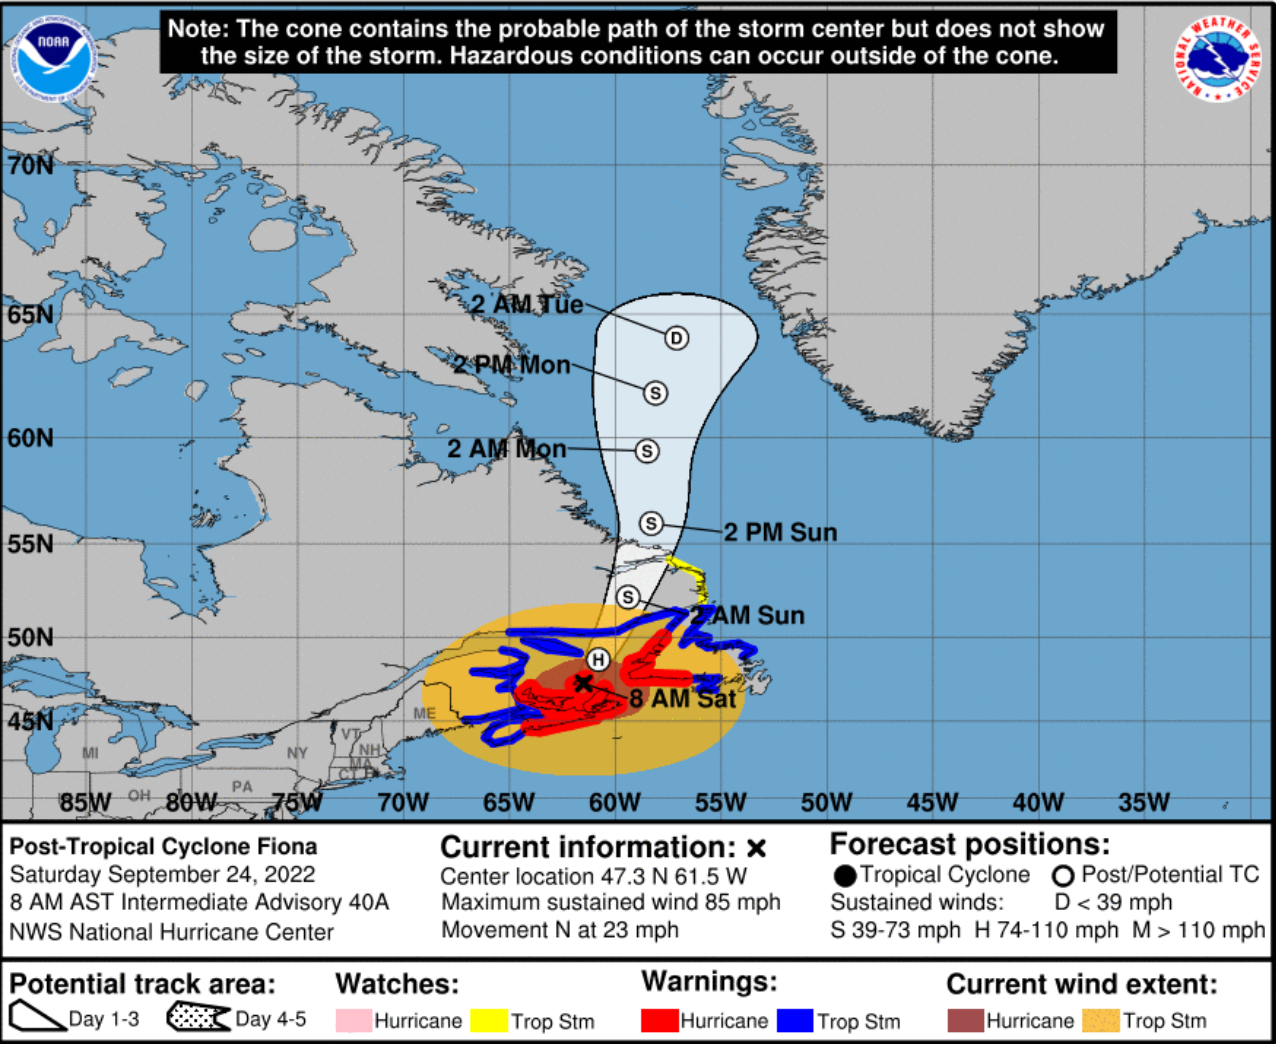 Note: The cone contains the probable path of the storm center but does not show
the size of the storm. Hazardous conditions can occur outside of the cone.
NOAA
NATIONAL WEATHER SERVICE
70N
65N
60N
55N
50N
45N
2 AM Tue
D
2 PM Mon
S
2 AM Mon
S
S
2 PM Sun
S
2 AM Sun
H
8 AM Sat
ME
VT
NH
MA
CT
NY
MI
OH
PA
85W 80W 75W 70W 65W 60W 55W 50W 45W 40W 35W
Post-Tropical Cyclone Fiona
Saturday September 24, 2022
8 AM AST Intermediate Advisory 40A
NWS National Hurricane Center
Current information: ×
Center location 47.3 N 61.5 W
Maximum sustained wind 85 mph
Movement N at 23 mph
Forecast positions:
Tropical Cyclone Post/Potential TC
Sustained winds: D < 39 mph
S 39-73 mph H 74-110 mph M > 110 mph
Potential track area:
Day 1-3 Day 4-5
Watches:
Hurricane Trop Stm
Warnings:
Hurricane Trop Stm
Current wind extent:
Hurricane Trop Stm